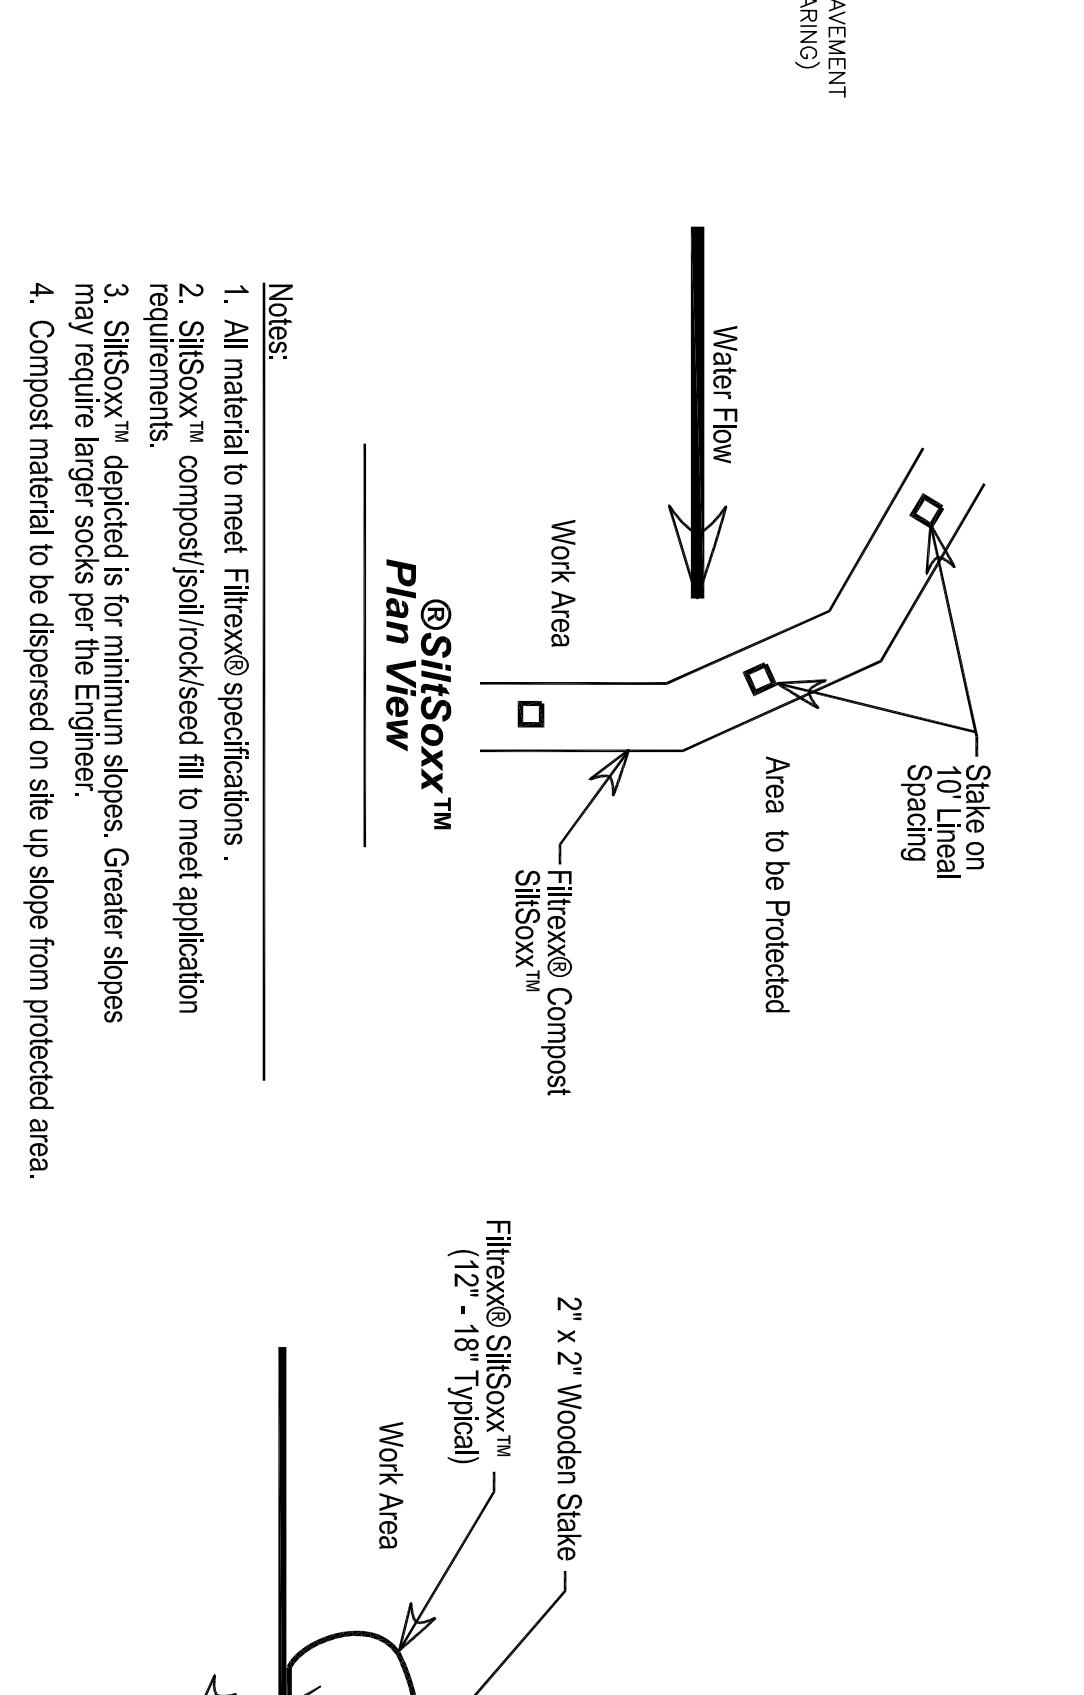 AVEMENT
ARING)
Water Flow
Work Area
Stake on
10' Lineal
Spacing
Area to be Protected
Filtrexx® Compost
SiltSoxx™
®SiltSoxx™
Plan View
Notes:
1. All material to meet Filtrexx® specifications .
2. SiltSoxx™ compost/jsoil/rock/seed fill to meet application
requirements.
3. SiltSoxx™ depicted is for minimum slopes. Greater slopes
may require larger socks per the Engineer.
4. Compost material to be dispersed on site up slope from protected area.
2" x 2" Wooden Stake
Filtrexx® SiltSoxx™
(12" - 18" Typical)
Work Area